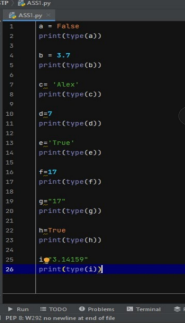 ASS1.py
ASS1.py
1 a = False
2 print(type(a))
3
4 b = 3.7
5 print(type(b))
6
7 c= 'Alex'
8 print(type(c))
9
10 d=7
11 print(type(d))
12
13 e='True'
14 print(type(e))
15
16 f=17
17 print(type(f))
18
19 g="17"
20 print(type(g))
21
22 h=True
23 print(type(h))
24
25 i="3.14159"
26 print(type(i))
Run TODO Problems Terminal
PEP 8: W292 no newline at end of file